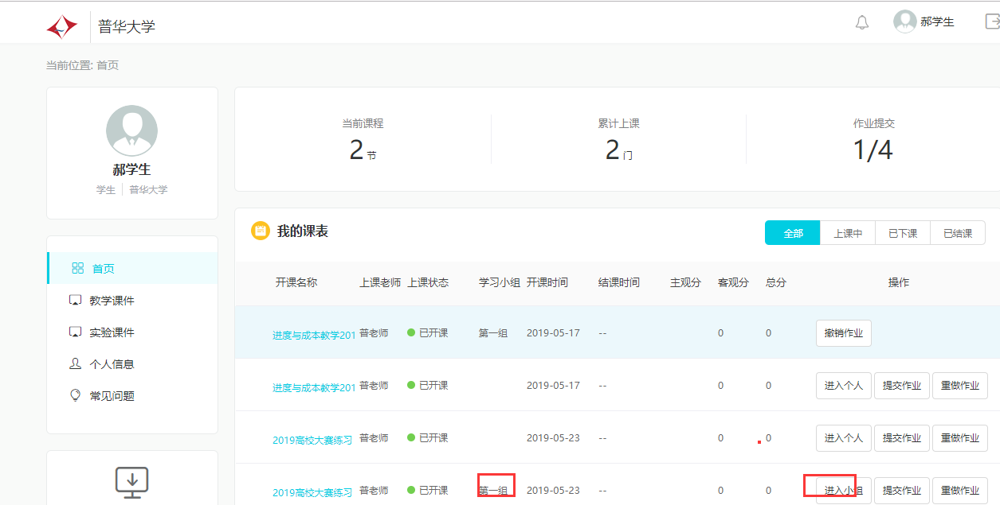 普华大学
郝学生
当前位置: 首页
郝学生
学生 普华大学
首页
教学课件
实验课件
个人信息
常见问题
当前课程 累计上课 作业提交
2 节 2 门 1/4
我的课表 全部 上课中 已下课 已结课
开课名称 上课老师 上课状态 学习小组 开课时间 结课时间 主观分 客观分 总分 操作
进度与成本教学201 普老师 已开课 第一组 2019-05-17 -- 0 0 撤销作业
进度与成本教学201 普老师 已开课 2019-05-17 -- 0 0 进入个人 提交作业 重做作业
2019高校大赛练习 普老师 已开课 2019-05-23 -- 0 0 进入个人 提交作业 重做作业
2019高校大赛练习 普老师 已开课 第一组 2019-05-23 -- 0 0 进入小组 提交作业 重做作业